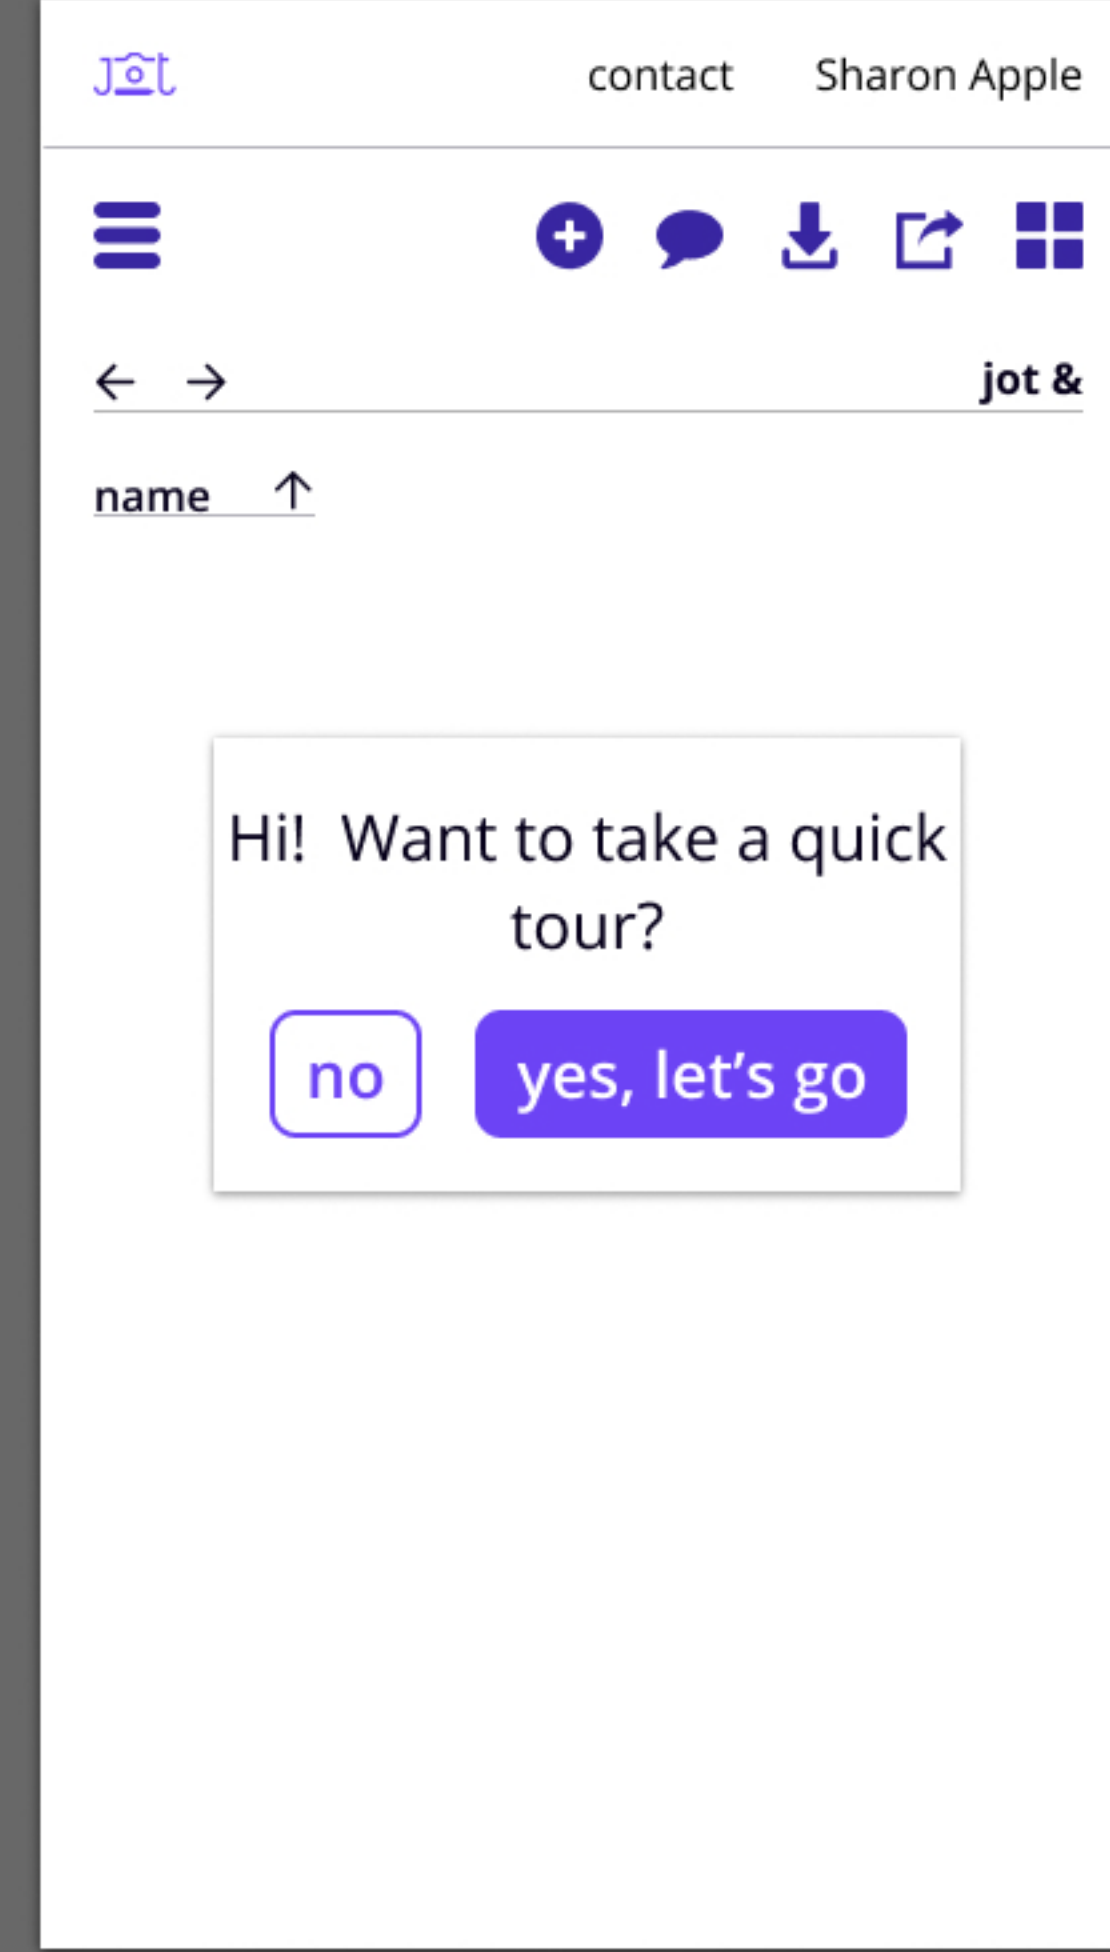 jot
contact Sharon Apple
← → jot &
name ↑
Hi!  Want to take a quick
tour?
no yes, let’s go